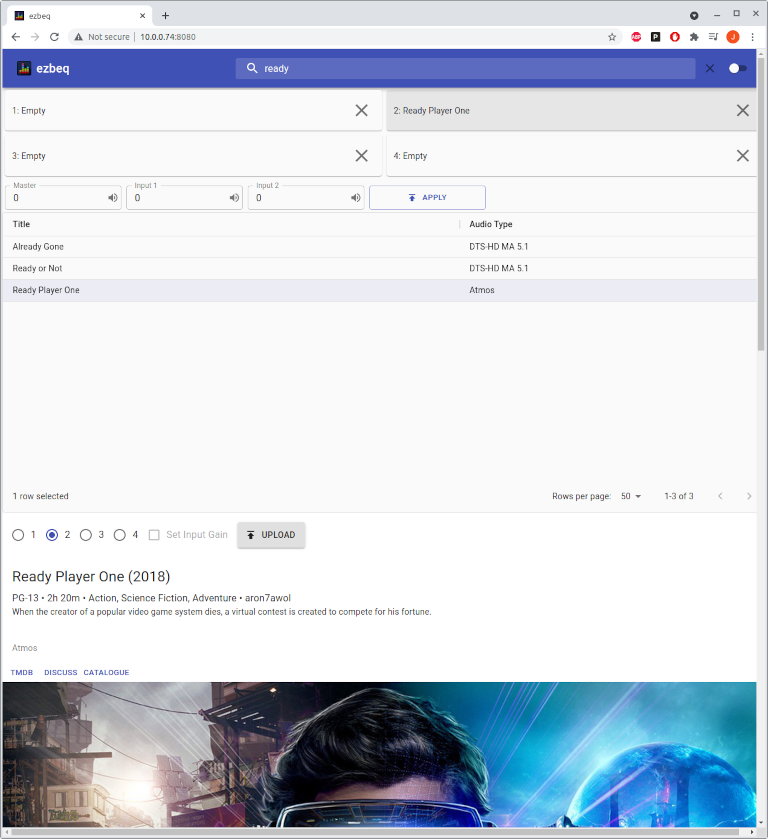 ezbeq
Not secure | 10.0.0.74:8080
ABP P J
ezbeq ready
1: Empty 2: Ready Player One
3: Empty 4: Empty
Master Input 1 Input 2
0 0 0 APPLY
Title Audio Type
Already Gone DTS-HD MA 5.1
Ready or Not DTS-HD MA 5.1
Ready Player One Atmos
1 row selected Rows per page: 50 1-3 of 3
1 2 3 4 Set Input Gain UPLOAD
Ready Player One (2018)
PG-13 • 2h 20m • Action, Science Fiction, Adventure • aron7awol
When the creator of a popular video game system dies, a virtual contest is created to compete for his fortune.
Atmos
TMDB DISCUSS CATALOGUE